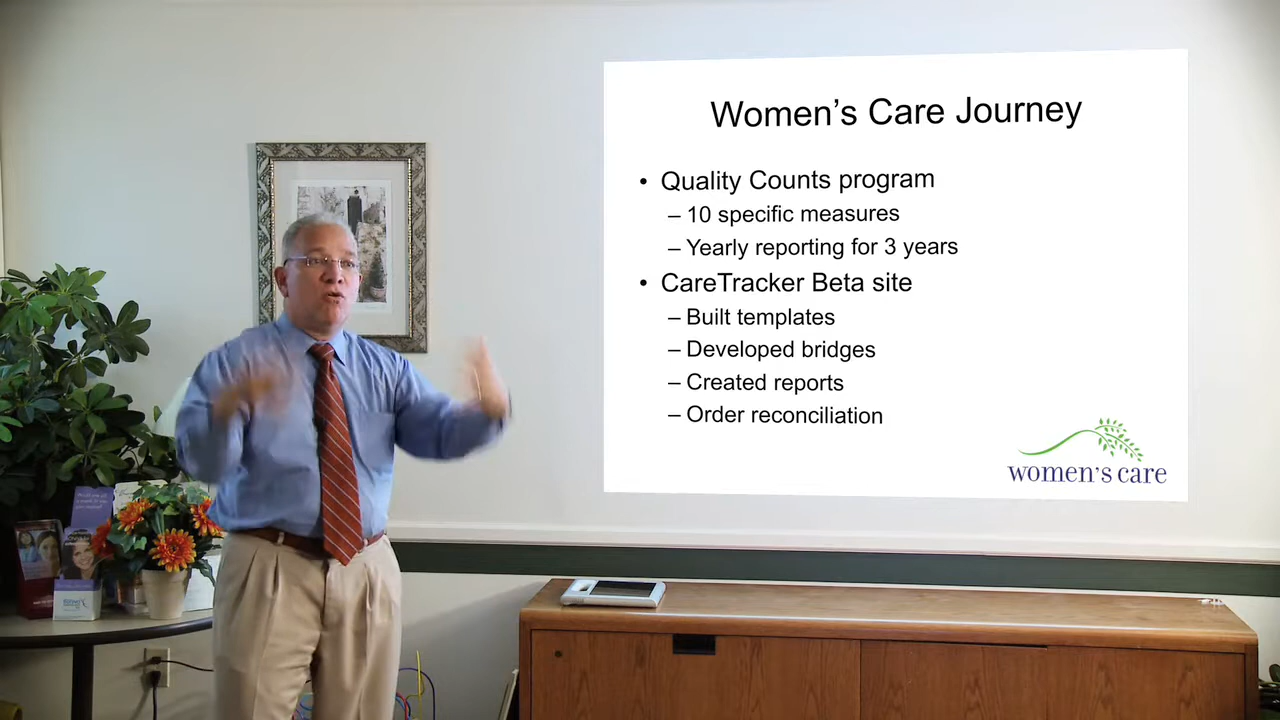 Women's Care Journey
• Quality Counts program
– 10 specific measures
– Yearly reporting for 3 years
• CareTracker Beta site
– Built templates
– Developed bridges
– Created reports
– Order reconciliation
women's care